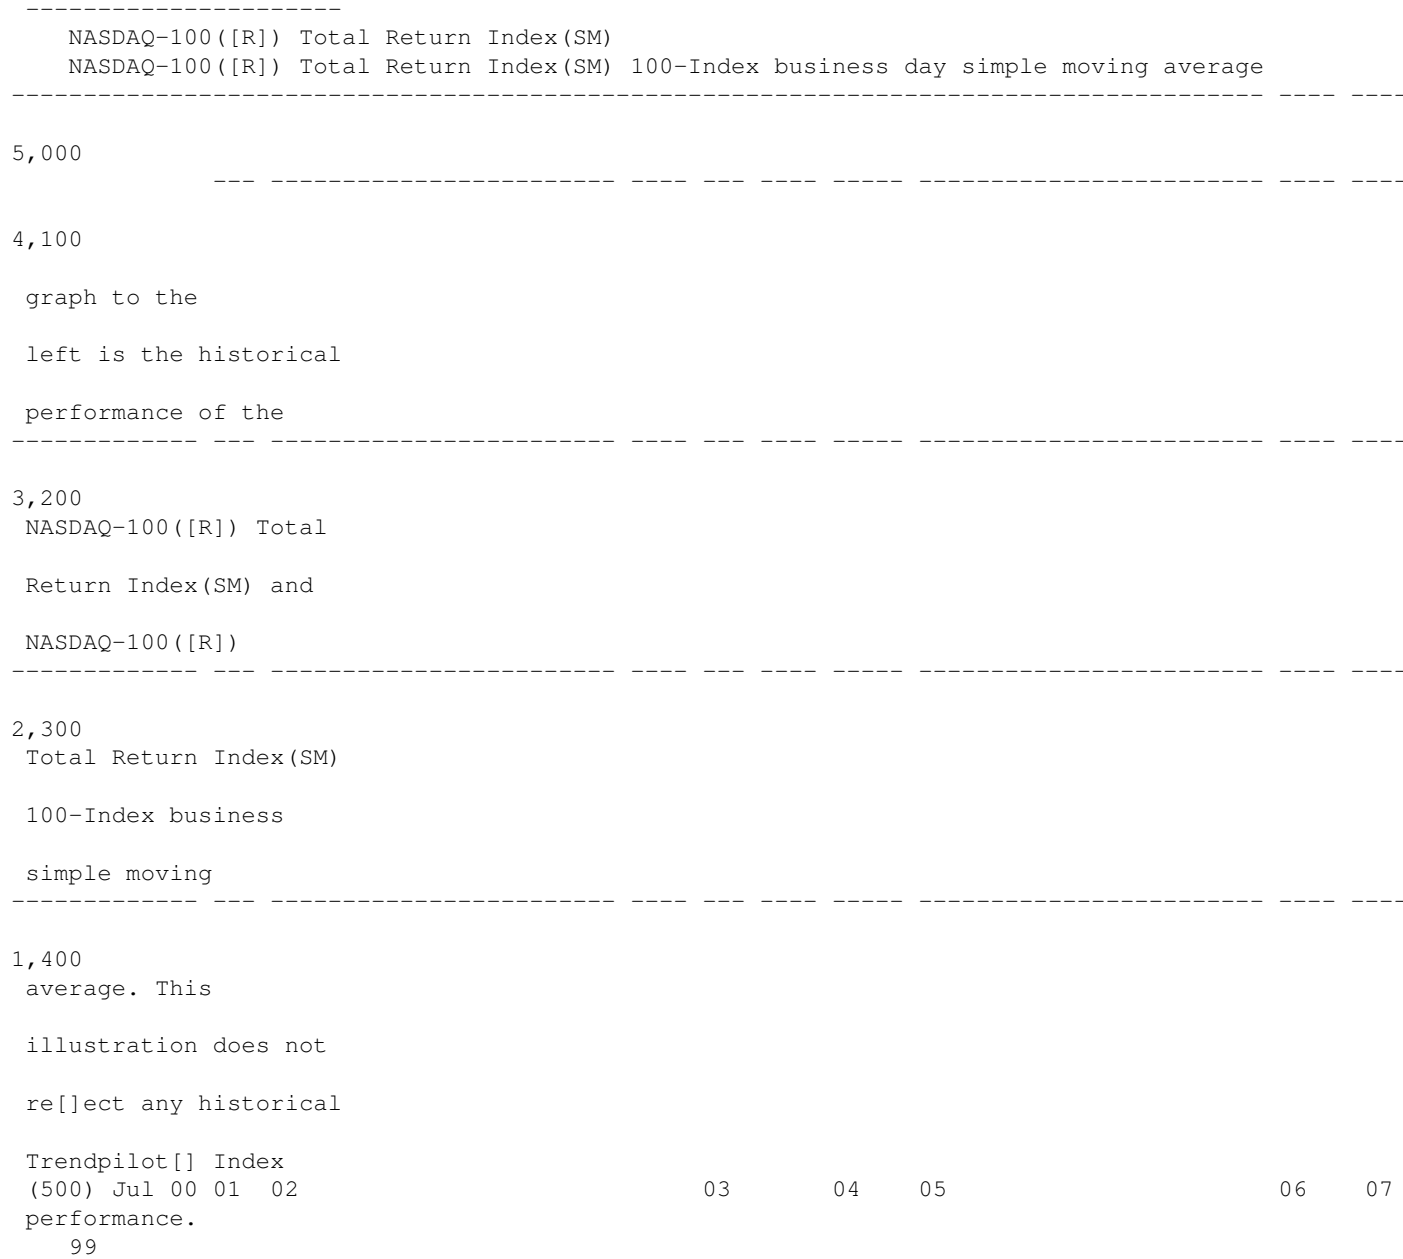 ----------------------
NASDAQ-100([R]) Total Return Index(SM)
NASDAQ-100([R]) Total Return Index(SM) 100-Index business day simple moving average
--------------------------------------------------------------------------------------- ---- ----
5,000
--- ------------------------ ---- --- ---- ----- ------------------------ ---- ----
4,100
graph to the
left is the historical
performance of the
------------- --- ------------------------ ---- --- ---- ----- ------------------------ ---- ----
3,200
NASDAQ-100([R]) Total
Return Index(SM) and
NASDAQ-100([R])
------------- --- ------------------------ ---- --- ---- ----- ------------------------ ---- ----
2,300
Total Return Index(SM)
100-Index business
simple moving
------------- --- ------------------------ ---- --- ---- ----- ------------------------ ---- ----
1,400
average. This
illustration does not
re[]ect any historical
Trendpilot[] Index
(500) Jul 00 01 02 03 04 05 06 07
performance.
99